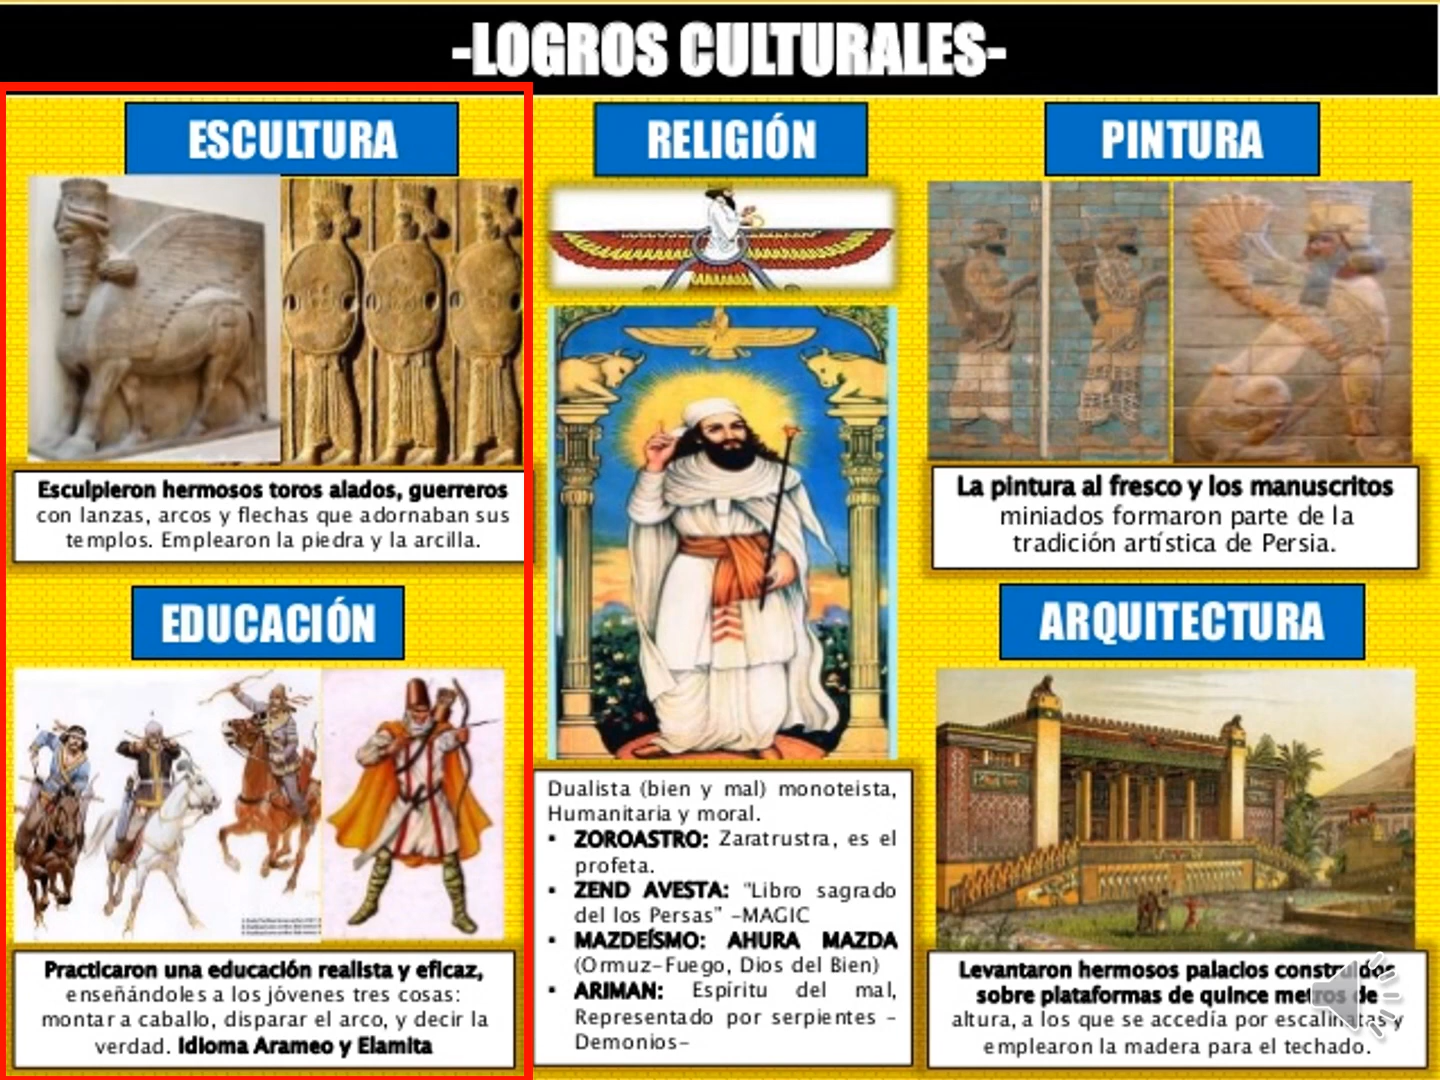 -LOGROS CULTURALES-
ESCULTURA
Esculpieron hermosos toros alados, guerreros
con lanzas, arcos y flechas que adornaban sus
templos. Emplearon la piedra y la arcilla.
EDUCACIÓN
Practicaron una educación realista y eficaz,
enseñándoles a los jóvenes tres cosas:
montar a caballo, disparar el arco, y decir la
verdad. Idioma Arameo y Elamita
RELIGIÓN
Dualista (bien y mal) monoteista,
Humanitaria y moral.
▪ ZOROASTRO: Zaratrustra, es el
profeta.
▪ ZEND AVESTA: "Libro sagrado
del los Persas" -MAGIC
▪ MAZDEÍSMO: AHURA MAZDA
(Ormuz-Fuego, Dios del Bien)
▪ ARIMAN: Espíritu del mal,
Representado por serpientes -
Demonios-
PINTURA
La pintura al fresco y los manuscritos
miniados formaron parte de la
tradición artística de Persia.
ARQUITECTURA
Levantaron hermosos palacios construidos
sobre plataformas de quince metros de
altura, a los que se accedía por escalinatas y
emplearon la madera para el techado.